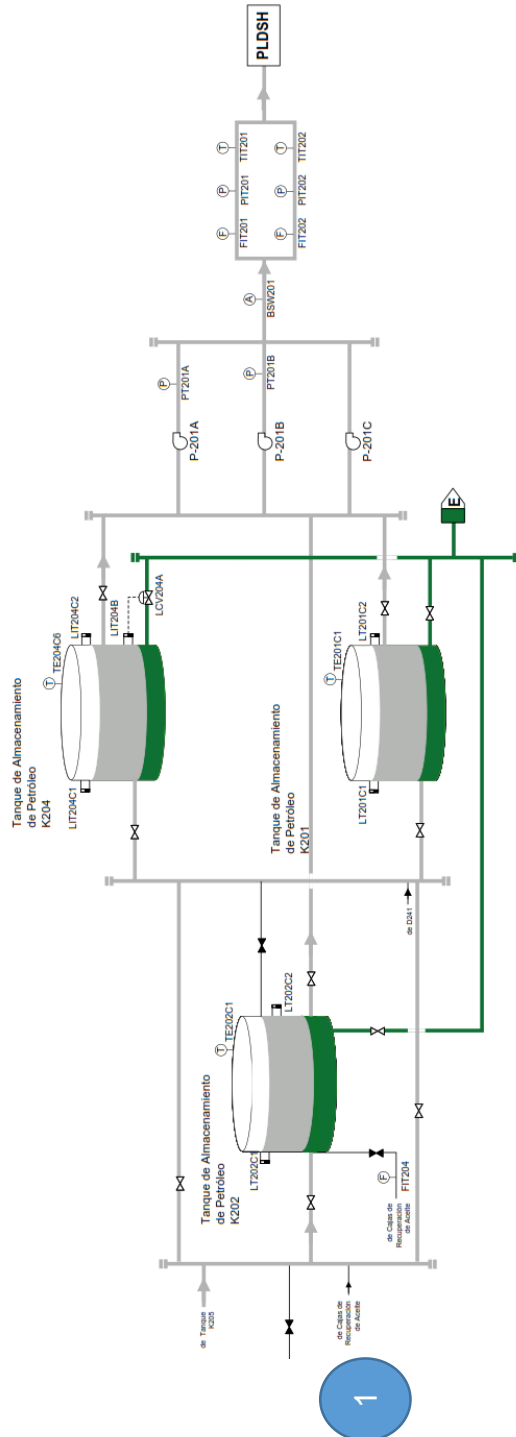 PLDSH
TIT201
PIT201
FIT201
TIT202
PIT202
FIT202
BSW201
PT201A
P-201A
PT201B
P-201B
P-201C
Tanque de Almacenamiento
de Petróleo
K204
LIT204C1
TE204C6
LIT204C2
LIT204B
LCV204A
E
Tanque de Almacenamiento
de Petróleo
K201
LT201C1
TE201C1
LT201C2
de D241
Tanque de Almacenamiento
de Petróleo
K202
LT202C1
TE202C1
LT202C2
FIT204
de Cajas de
Recuperación
de Aceite
de Tanque
K205
de Cajas de
Recuperación
de Aceite
T
P
F
T
P
F
A
P
P
T
T
T
F
1